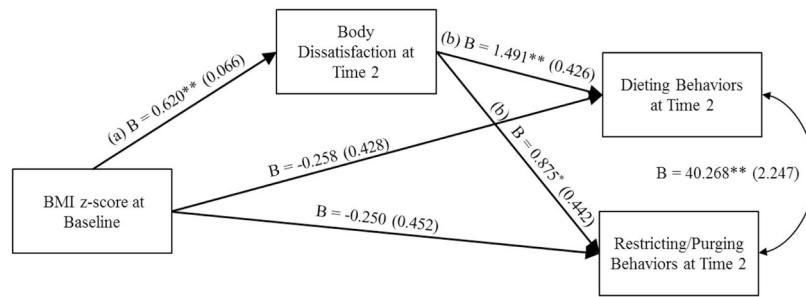 Body
Dissatisfaction at
Time 2
(a) B = 0.620** (0.066)
(b) B = 1.491** (0.426)
Dieting Behaviors
at Time 2
(b) B = 0.875* (0.442)
B = -0.258 (0.428)
B = 40.268** (2.247)
BMI z-score at
Baseline
B = -0.250 (0.452)
Restricting/Purging
Behaviors at Time 2